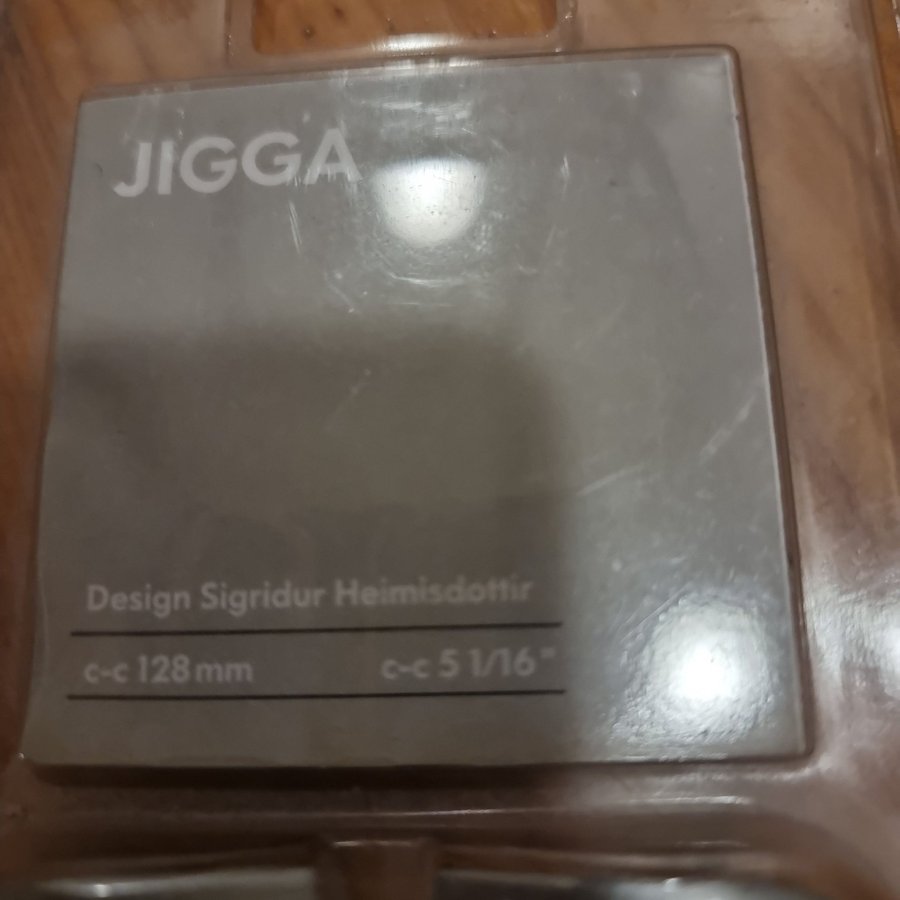 JIGGA
Design Sigridur Heimisdottir
c-c 128 mm c-c 5 1/16"